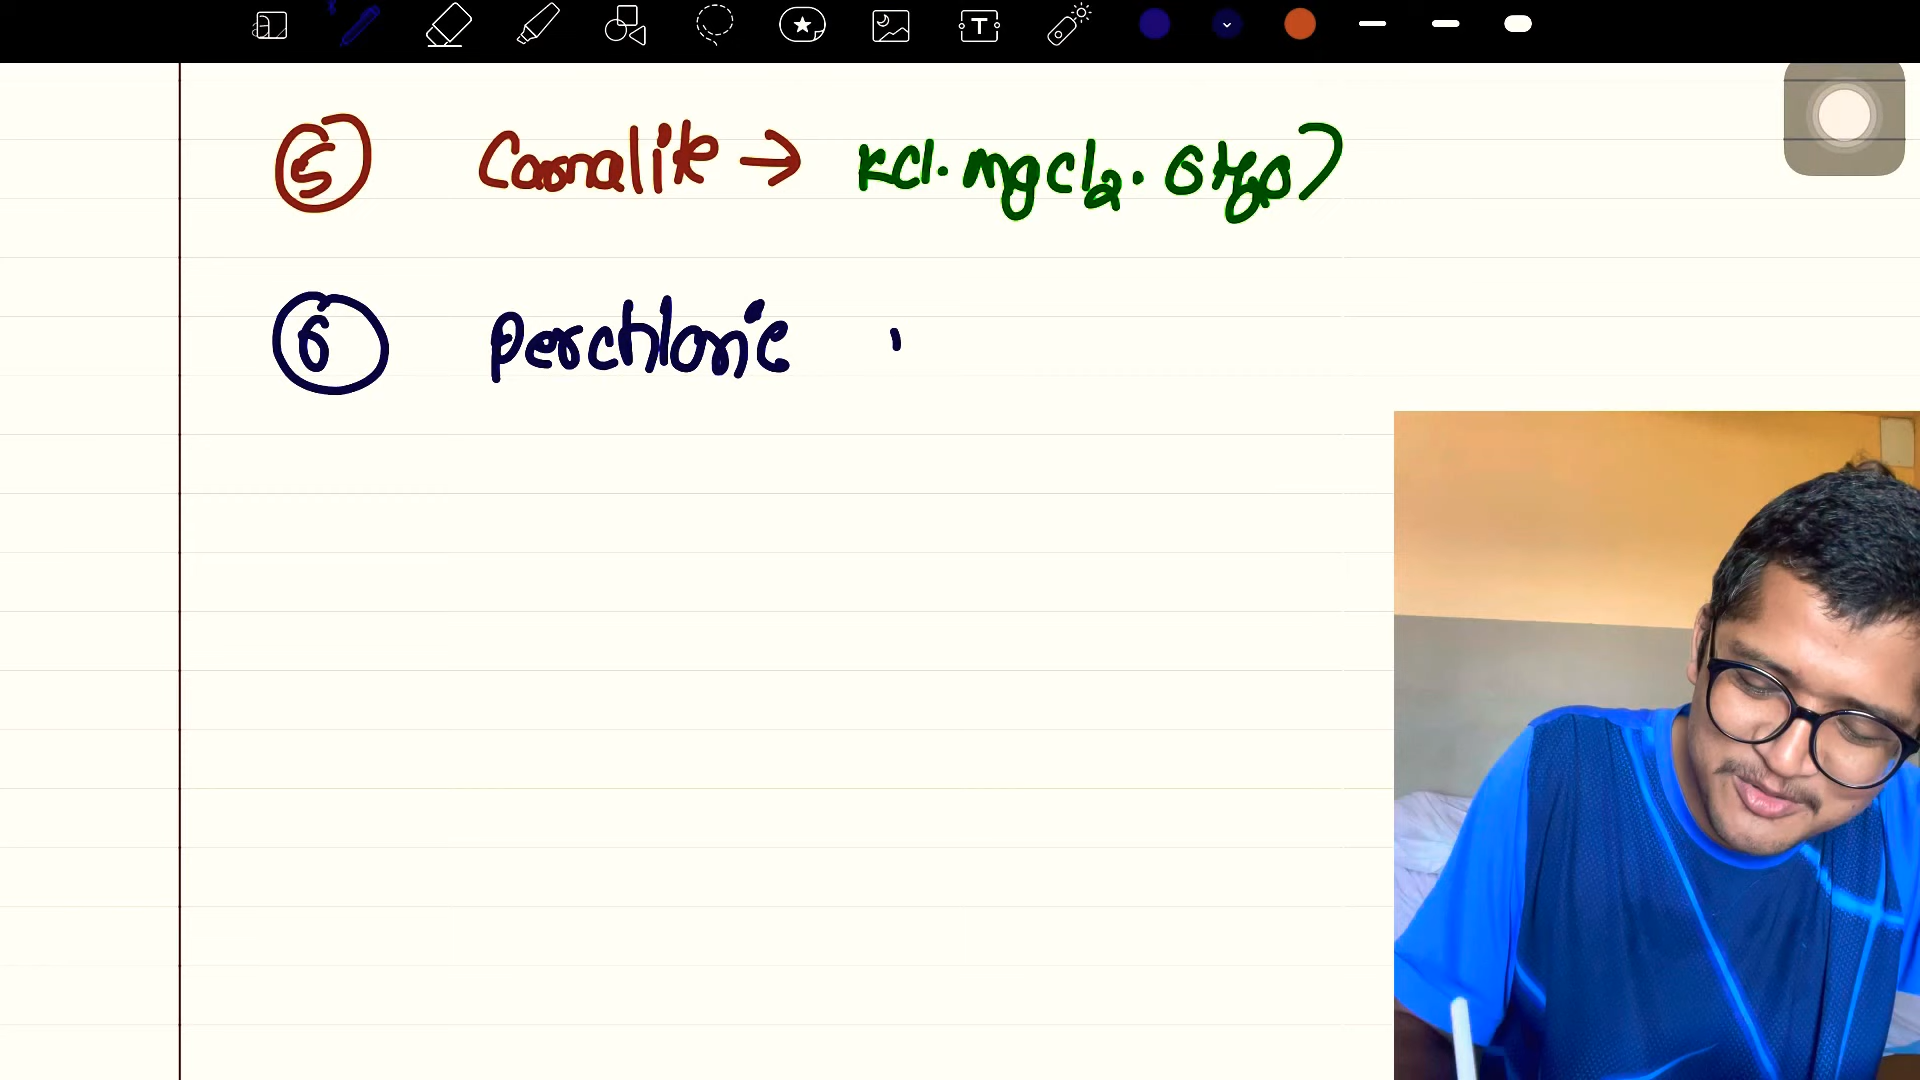 5 Carnalite → KCl. MgCl2. 6H2O)
6 perchloric